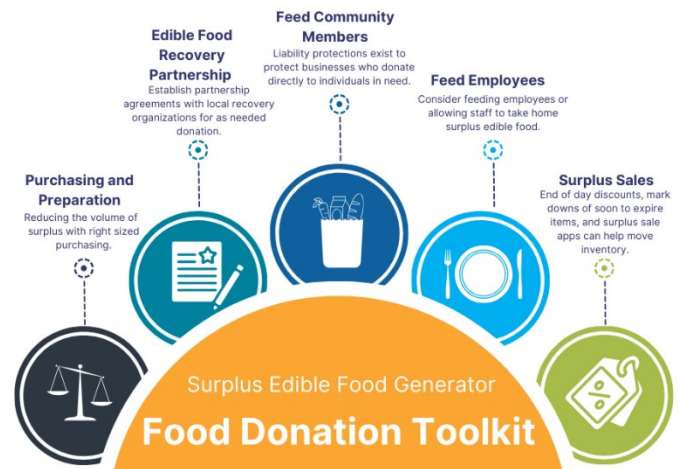 Feed Community
Members
Liability protections exist to
protect businesses who donate
directly to individuals in need.
Edible Food
Recovery
Partnership
Establish partnership
agreements with local recovery
organizations for as needed
donation.
Feed Employees
Consider feeding employees or
allowing staff to take home
surplus edible food.
Purchasing and
Preparation
Reducing the volume of
surplus with right sized
purchasing.
Surplus Sales
End of day discounts, mark
downs of soon to expire
items, and surplus sale
apps can help move
inventory.
%
Surplus Edible Food Generator
Food Donation Toolkit